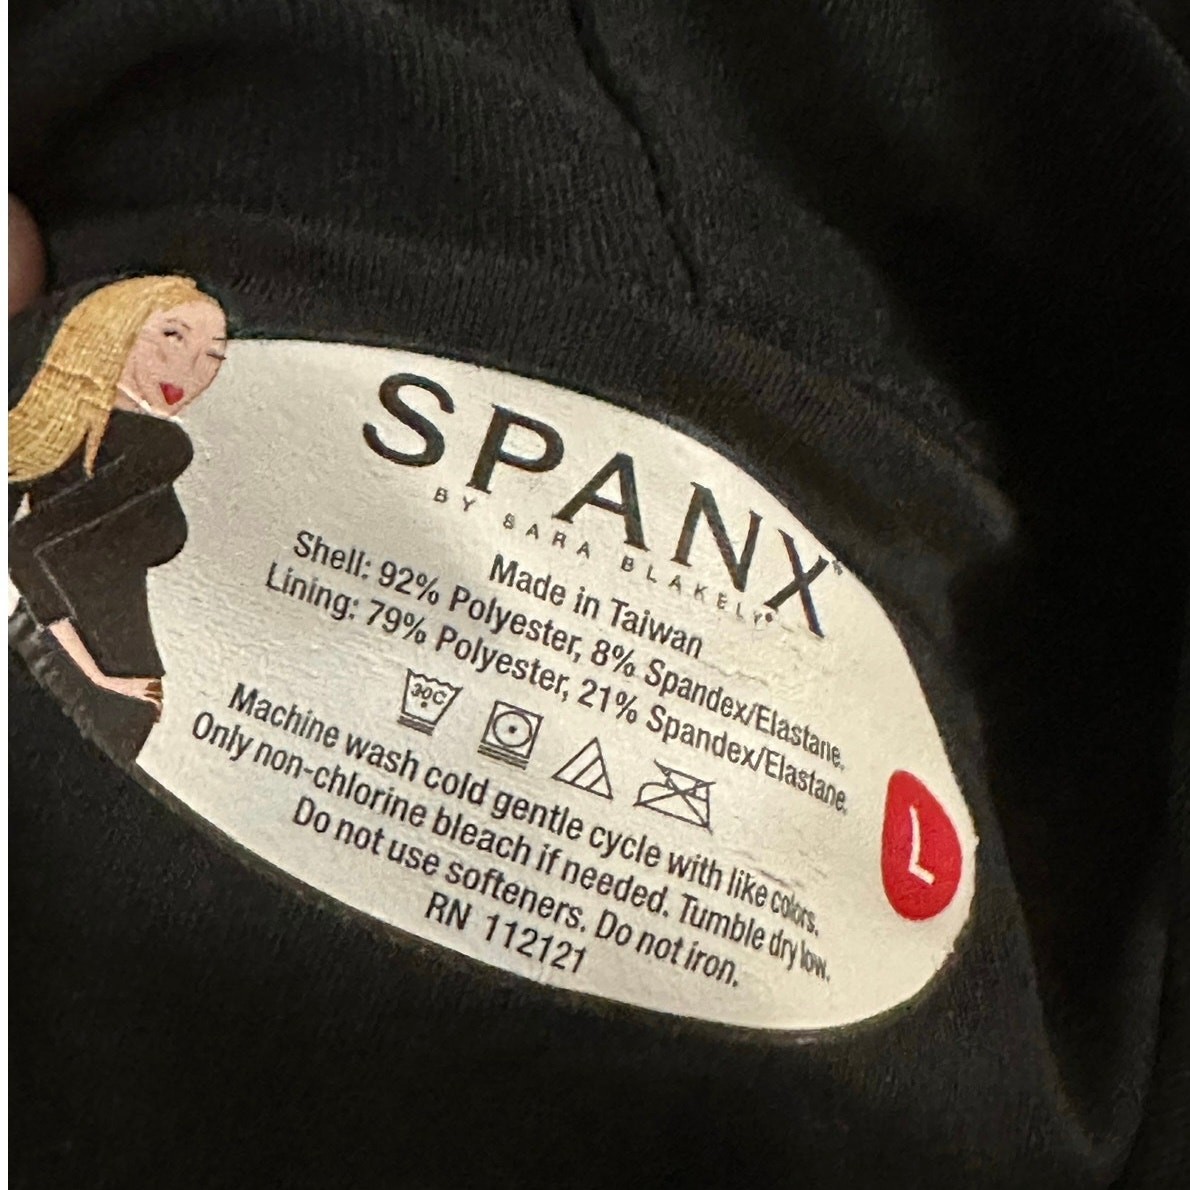 SPANX®
BY SARA BLAKELY®
Made in Taiwan
Shell: 92% Polyester, 8% Spandex/Elastane.
Lining: 79% Polyester, 21% Spandex/Elastane.
30C
Machine wash cold gentle cycle with like colors.
Only non-chlorine bleach if needed. Tumble dry low.
Do not use softeners. Do not iron.
RN 112121
L